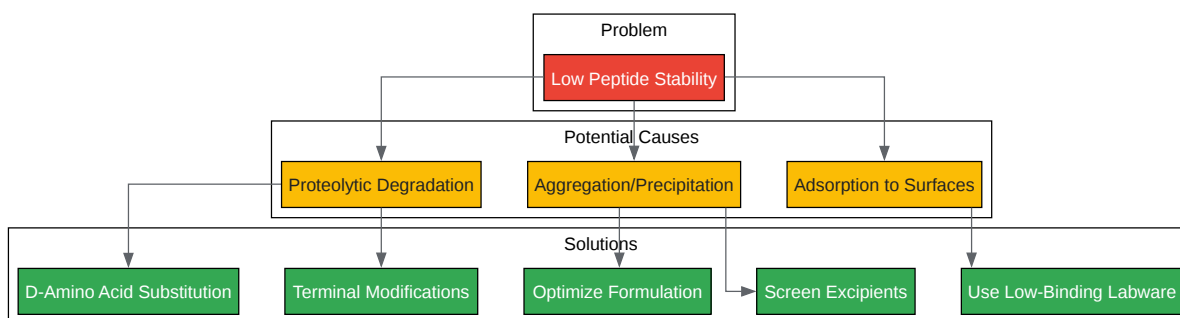 Problem
Low Peptide Stability
Potential Causes
Proteolytic Degradation
Aggregation/Precipitation
Adsorption to Surfaces
Solutions
D-Amino Acid Substitution
Terminal Modifications
Optimize Formulation
Screen Excipients
Use Low-Binding Labware